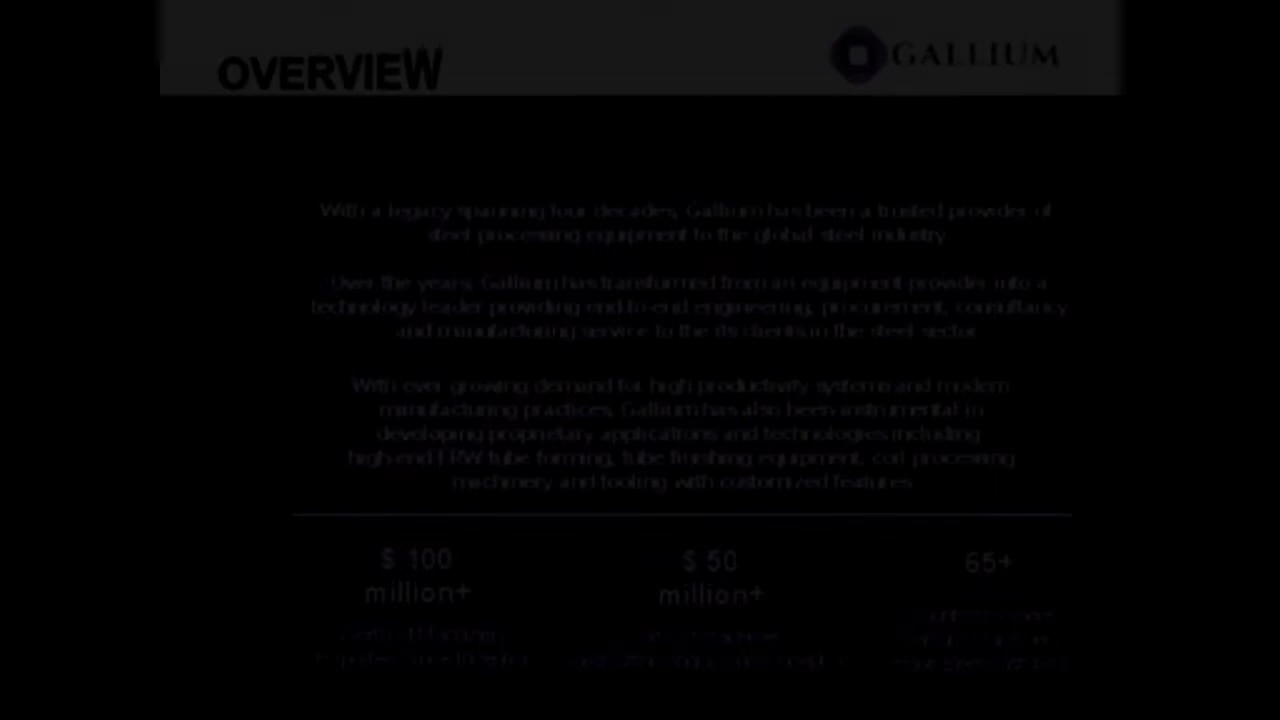 OVERVIEW
GALLIUM
With a legacy spanning four decades, Gallium has been a trusted provider of
steel processing equipment to the global steel industry
Over the years, Gallium has transformed from an equipment provider into a
technology leader providing end-to-end engineering, procurement, consultancy
and manufacturing service to the its clients in the steel sector
With ever growing demand for high productivity systems and modern
manufacturing practices, Gallium has also been instrumental in
developing proprietary applications and technologies including
high-end ERW tube forming, tube finishing equipment, coil processing
machinery and tooling with customized features
$ 100
million+
$ 50
million+
65+